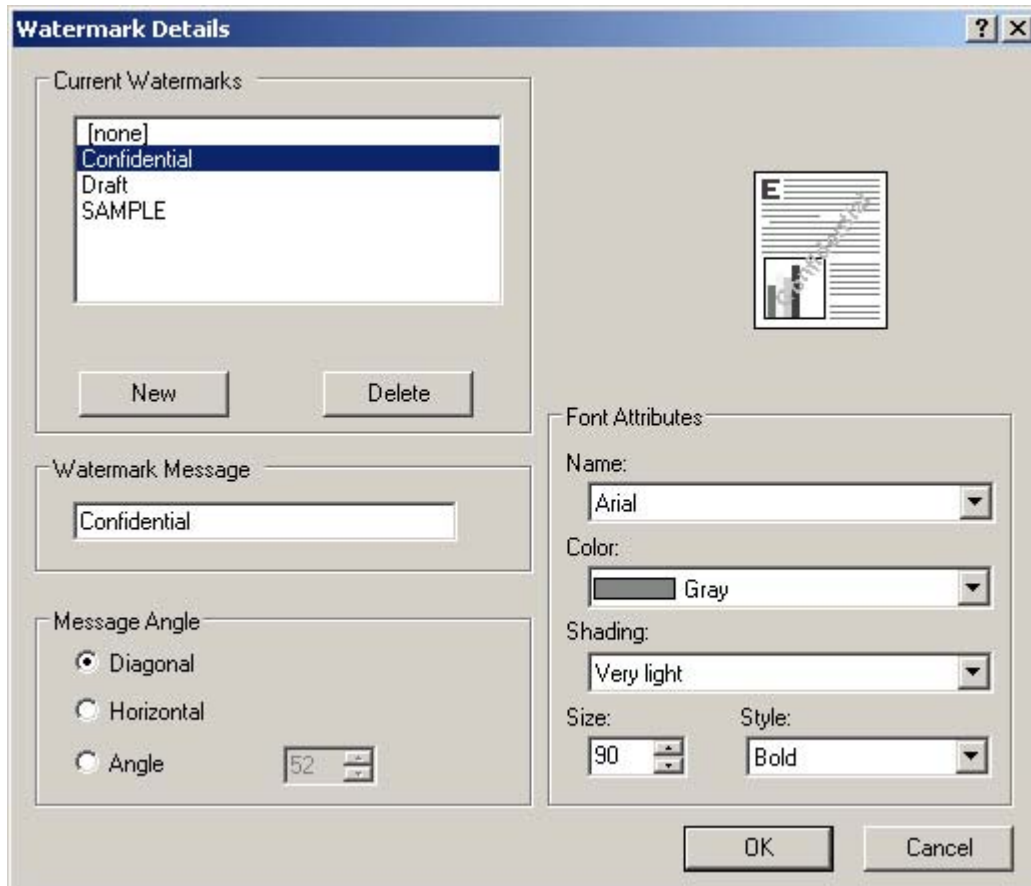 Watermark Details
Current Watermarks
[none]
Confidential
Draft
SAMPLE
New
Delete
E
Confidential
Watermark Message
Confidential
Message Angle
Diagonal
Horizontal
Angle
52
Font Attributes
Name:
Arial
Color:
Gray
Shading:
Very light
Size:
Style:
90
Bold
OK
Cancel